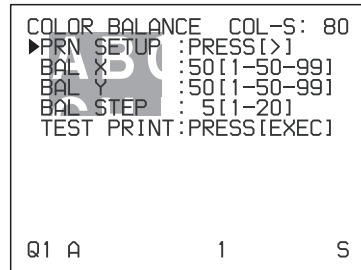 COLOR BALANCE COL-S: 80
▶PRN SETUP :PRESS[>]
BAL X :50[1-50-99]
BAL Y :50[1-50-99]
BAL STEP : 5[1-20]
TEST PRINT:PRESS[EXEC]
Q1 A 1 S